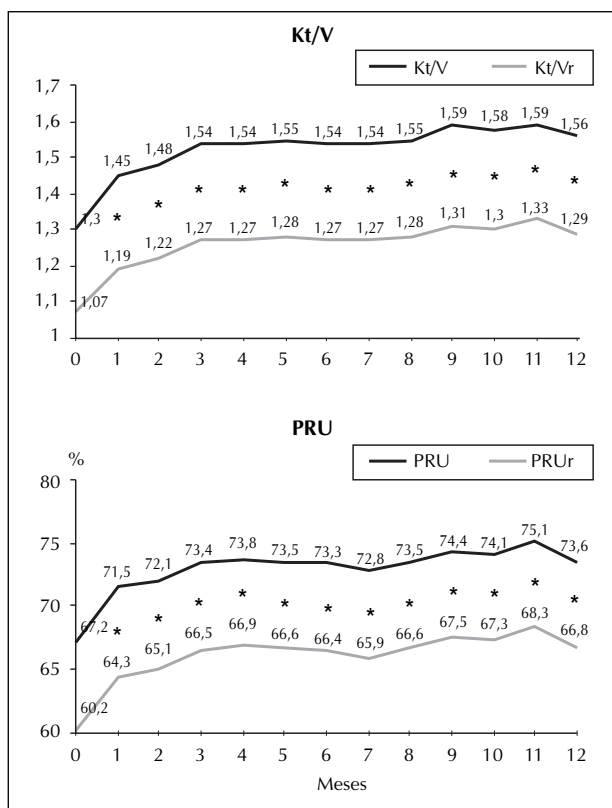 Kt/V
Kt/V Kt/Vr
1,7
1,6
1,5
1,4
1,3
1,2
1,1
1
1,3 1,45 1,48 1,54 1,54 1,55 1,54 1,54 1,55 1,59 1,58 1,59 1,56
* * * * * * * * * * * *
1,07 1,19 1,22 1,27 1,27 1,28 1,27 1,27 1,28 1,31 1,3 1,33 1,29
0 1 2 3 4 5 6 7 8 9 10 11 12
PRU
%
PRU PRUr
80
75
70
65
60
67,2 71,5 72,1 73,4 73,8 73,5 73,3 72,8 73,5 74,4 74,1 75,1 73,6
* * * * * * * * * * * *
60,2 64,3 65,1 66,5 66,9 66,6 66,4 65,9 66,6 67,5 67,3 68,3 66,8
0 1 2 3 4 5 6 7 8 9 10 11 12
Meses